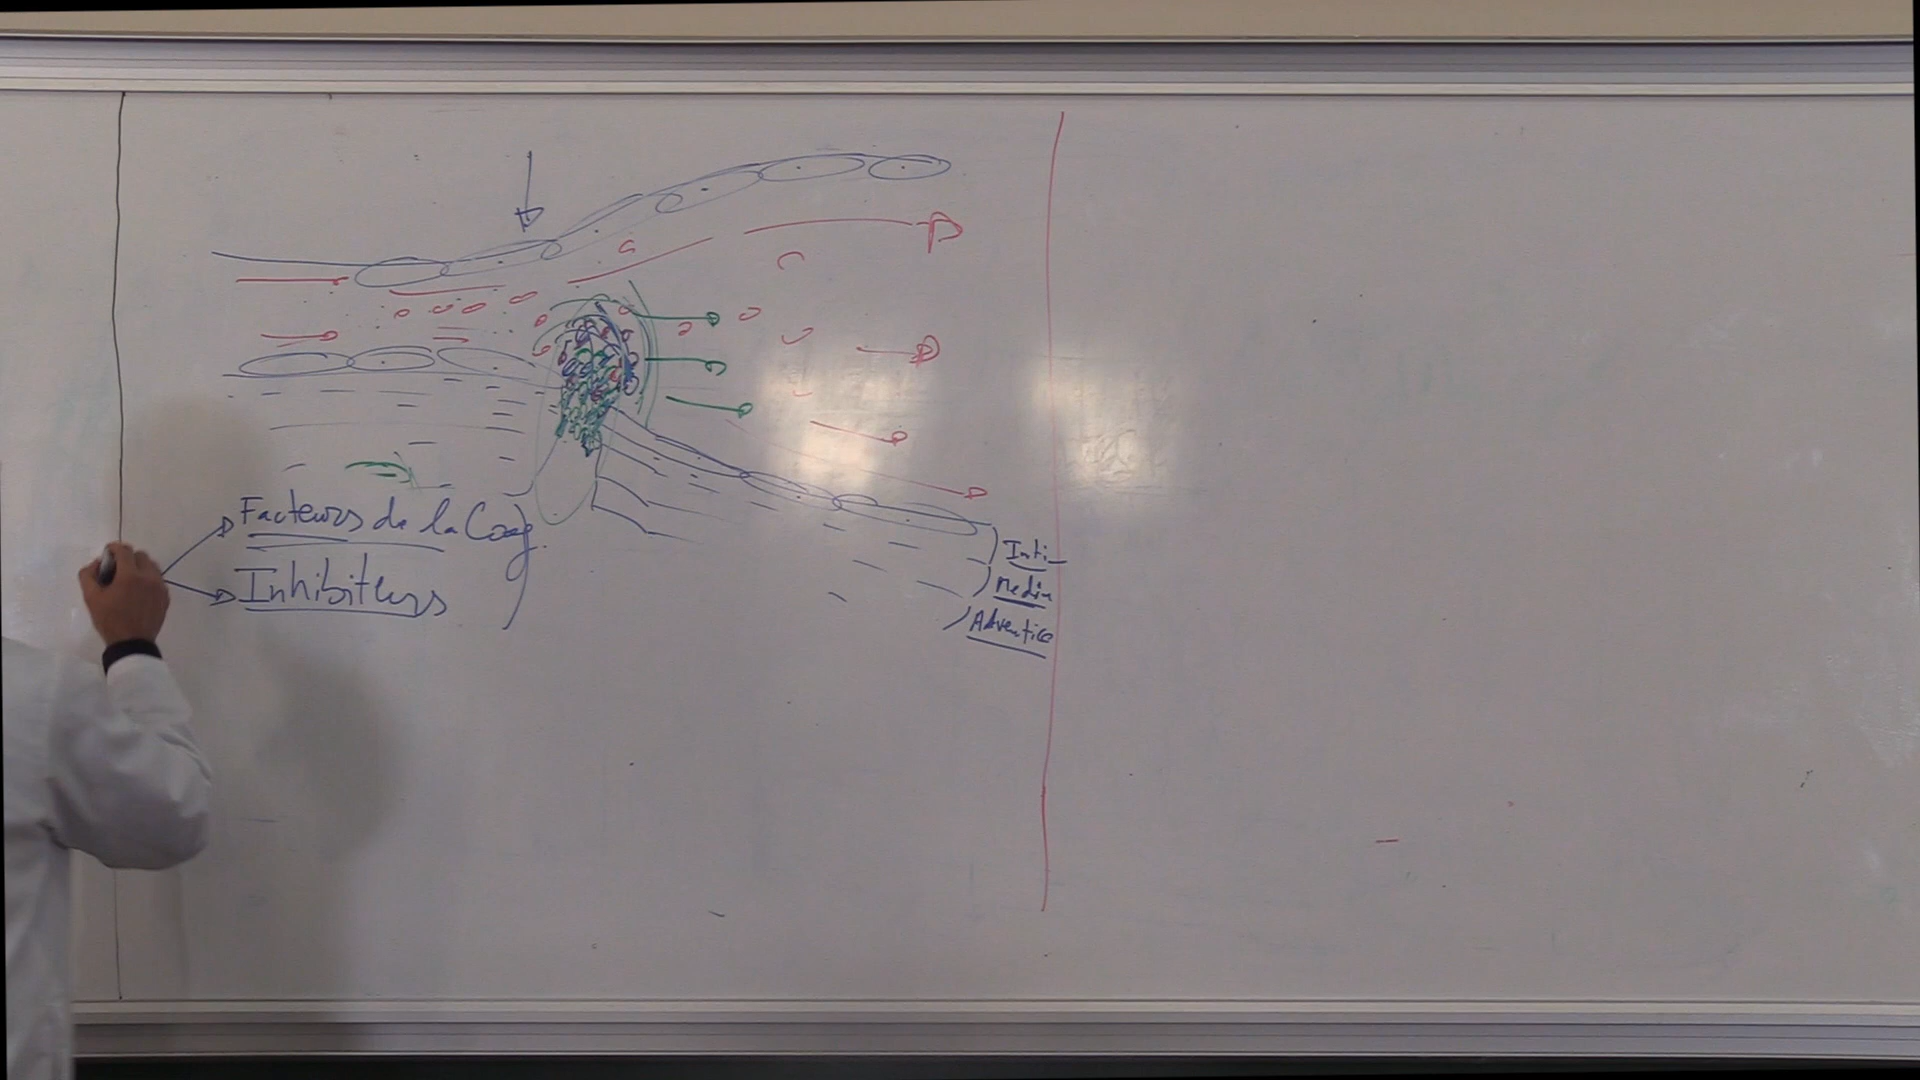 Facteurs de la Coag.
Inhibiteurs
Inti
Media
Adventice